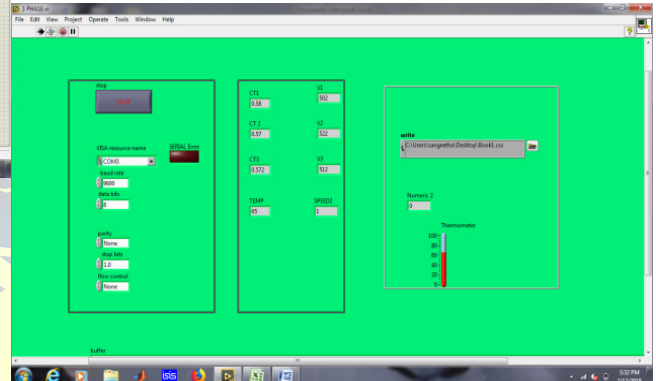 3 PHASE.vi
File Edit View Project Operate Tools Window Help
stop
STOP
VISA resource name
SERIAL Error
COM3
baud rate
9600
data bits
8
parity
None
stop bits
1.0
flow control
None
CT1
V1
0.58
502
CT 2
V2
0.57
522
CT3
V3
0.572
512
TEMP
SPEED2
65
1
write
C:\Users\sangeetha\Desktop\Book1.csv
Numeric 2
0
Thermometer
100
80
60
40
20
0
buffer
isis
3:32 PM